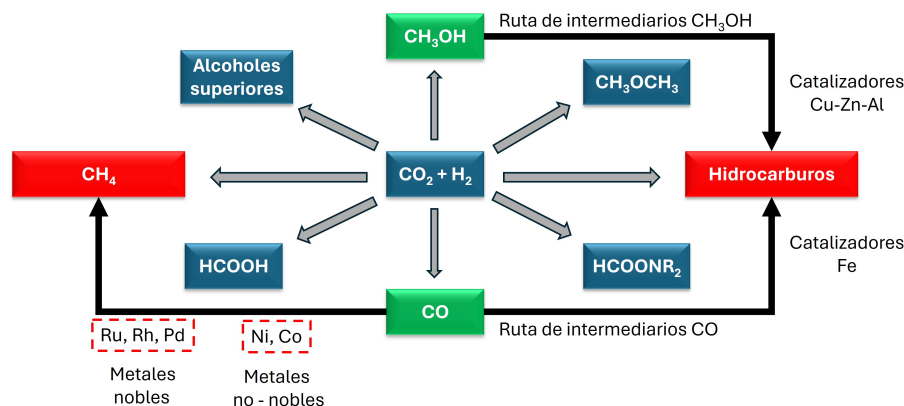 Ruta de intermediarios CH₃OH
CH₃OH
Alcoholes
superiores
CH₃OCH₃
Catalizadores
Cu-Zn-Al
CH₄
CO₂ + H₂
Hidrocarburos
HCOOH
HCOONR₂
Catalizadores
Fe
CO
Ru, Rh, Pd
Ni, Co
Ruta de intermediarios CO
Metales
nobles
Metales
no - nobles